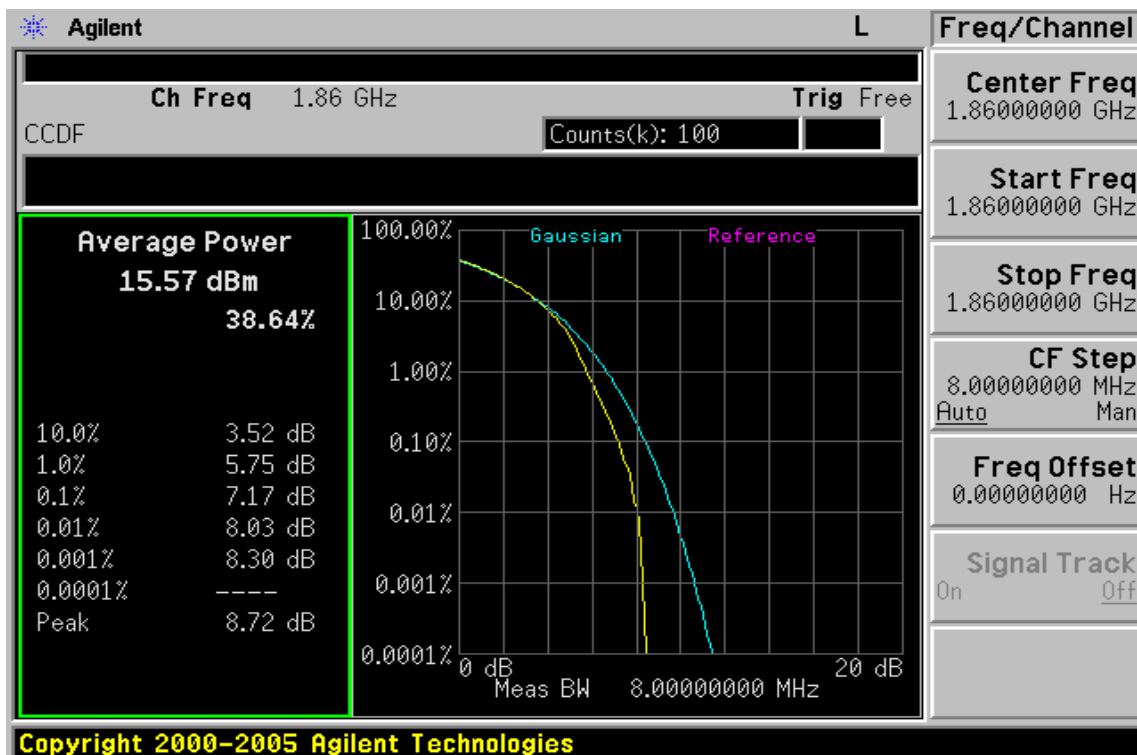 Agilent L
Ch Freq 1.86 GHz Trig Free
CCDF Counts(k): 100
Average Power
15.57 dBm
38.64%
10.0% 3.52 dB
1.0% 5.75 dB
0.1% 7.17 dB
0.01% 8.03 dB
0.001% 8.30 dB
0.0001% ----
Peak 8.72 dB
Gaussian Reference
100.00%
10.00%
1.00%
0.10%
0.01%
0.001%
0.0001%
0 dB 20 dB
Meas BW 8.00000000 MHz
Freq/Channel
Center Freq
1.86000000 GHz
Start Freq
1.86000000 GHz
Stop Freq
1.86000000 GHz
CF Step
8.00000000 MHz
Auto Man
Freq Offset
0.00000000 Hz
Signal Track
On Off
Copyright 2000-2005 Agilent Technologies